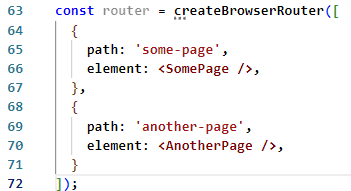 63 const router = createBrowserRouter([
64   {
65     path: 'some-page',
66     element: <SomePage />,
67   },
68   {
69     path: 'another-page',
70     element: <AnotherPage />,
71   }
72 ]);